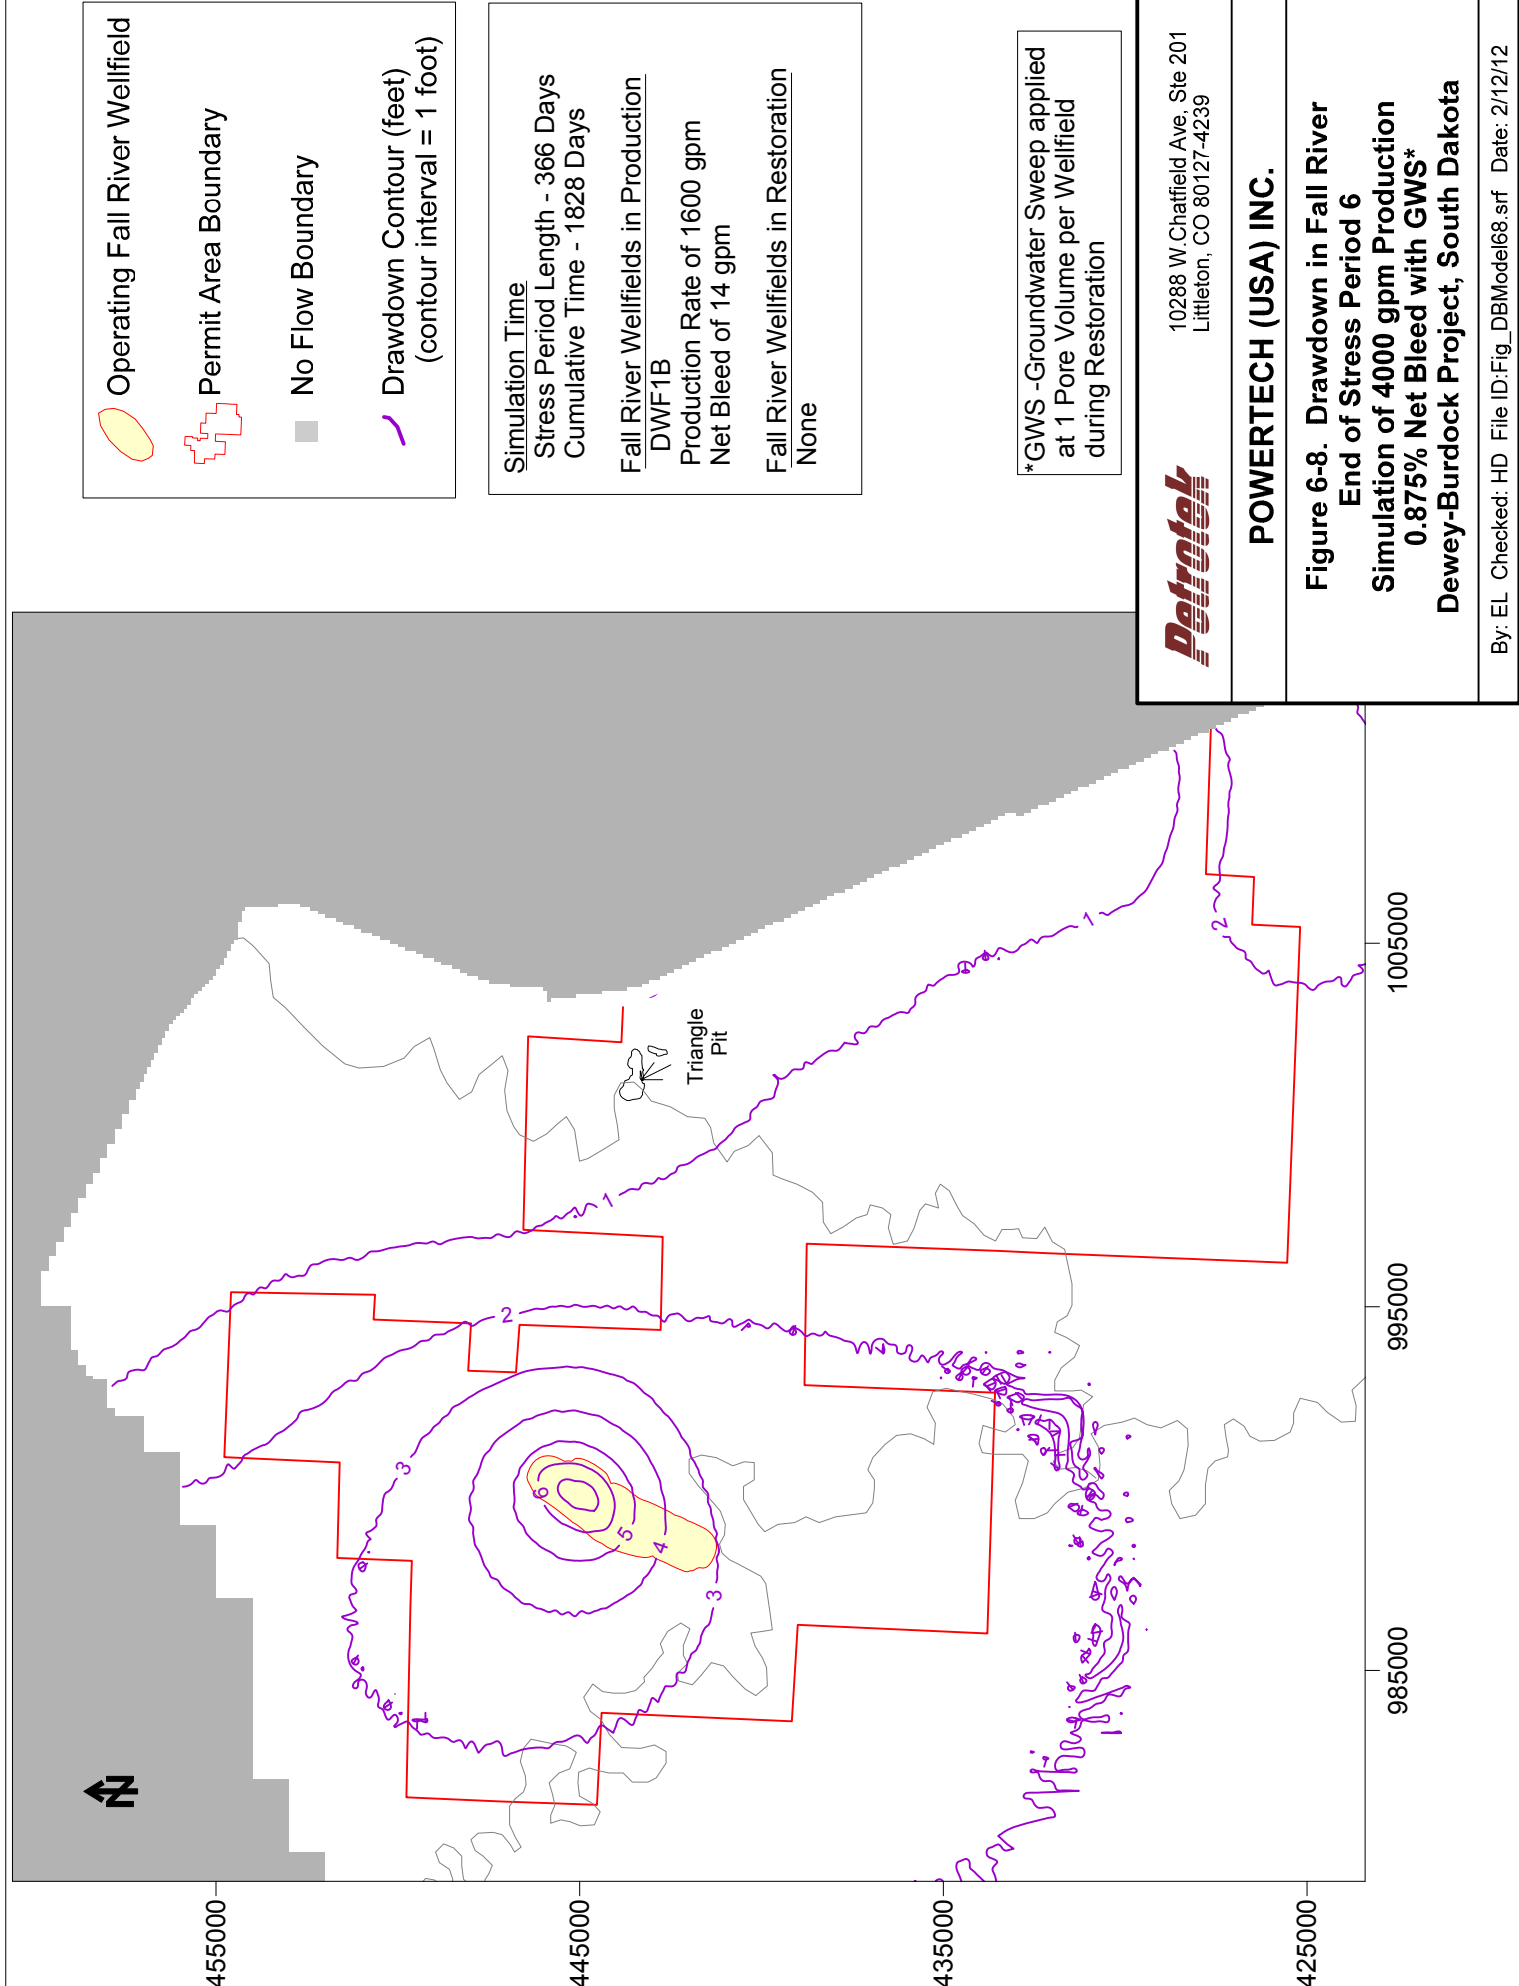 Operating Fall River Wellfield
Permit Area Boundary
No Flow Boundary
Drawdown Contour (feet)
(contour interval = 1 foot)
Simulation Time
Stress Period Length - 366 Days
Cumulative Time - 1828 Days
Fall River Wellfields in Production
DWF1B
Production Rate of 1600 gpm
Net Bleed of 14 gpm
Fall River Wellfields in Restoration
None
*GWS -Groundwater Sweep applied
at 1 Pore Volume per Wellfield
during Restoration
Petrotek
10288 W.Chatfield Ave, Ste 201
Littleton, CO 80127-4239
POWERTECH (USA) INC.
Figure 6-8. Drawdown in Fall River
End of Stress Period 6
Simulation of 4000 gpm Production
0.875% Net Bleed with GWS*
Dewey-Burdock Project, South Dakota
By: EL Checked: HD File ID:Fig_DBModel68.srf Date: 2/12/12
N
455000
445000
435000
425000
985000
995000
1005000
Triangle
Pit
1
1
2
2
3
3
4
5
6